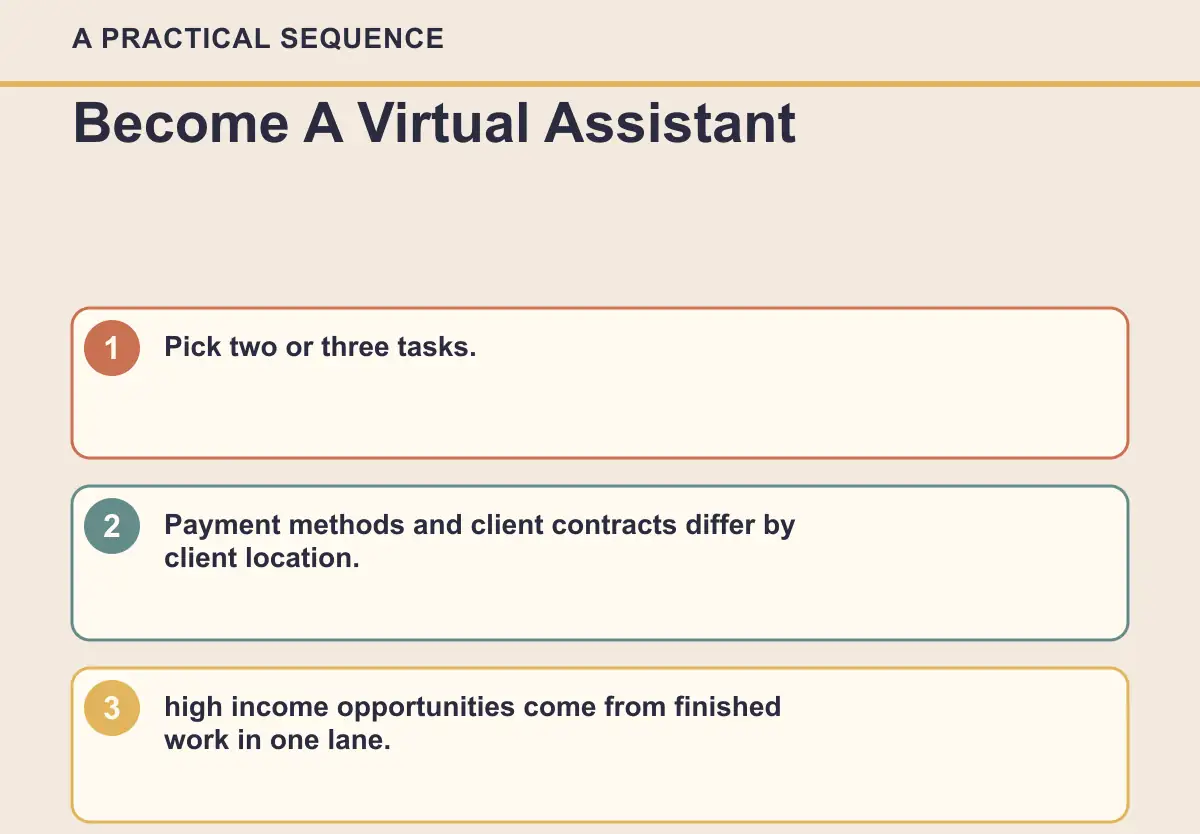 A PRACTICAL SEQUENCE
Become A Virtual Assistant
1
Pick two or three tasks.
2
Payment methods and client contracts differ by
client location.
3
high income opportunities come from finished
work in one lane.